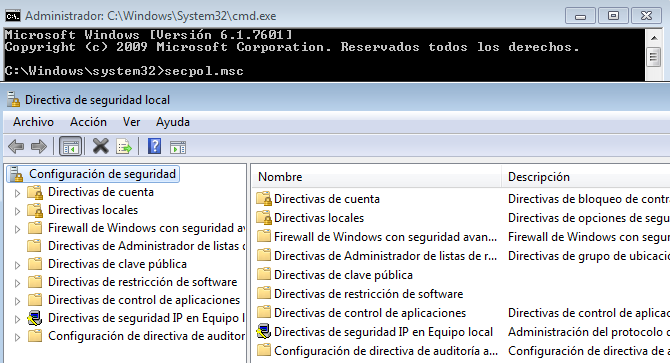 Administrador: C:\Windows\System32\cmd.exe
Microsoft Windows [Versión 6.1.7601]
Copyright (c) 2009 Microsoft Corporation. Reservados todos los derechos.
C:\Windows\system32>secpol.msc
Directiva de seguridad local
Archivo Acción Ver Ayuda
Configuración de seguridad
Directivas de cuenta
Directivas locales
Firewall de Windows con seguridad av
Directivas de Administrador de listas c
Directivas de clave pública
Directivas de restricción de software
Directivas de control de aplicaciones
Directivas de seguridad IP en Equipo l
Configuración de directiva de auditor
Nombre Descripción
Directivas de cuenta Directivas de bloqueo de contr
Directivas locales Directivas de opciones de segu
Firewall de Windows con seguridad avan... Firewall de Windows con segu
Directivas de Administrador de listas de r... Directivas de grupo de ubicacio
Directivas de clave pública
Directivas de restricción de software
Directivas de control de aplicaciones Directivas de control de aplicac
Directivas de seguridad IP en Equipo local Administración del protocolo c
Configuración de directiva de auditoría a... Configuración de directiva de a